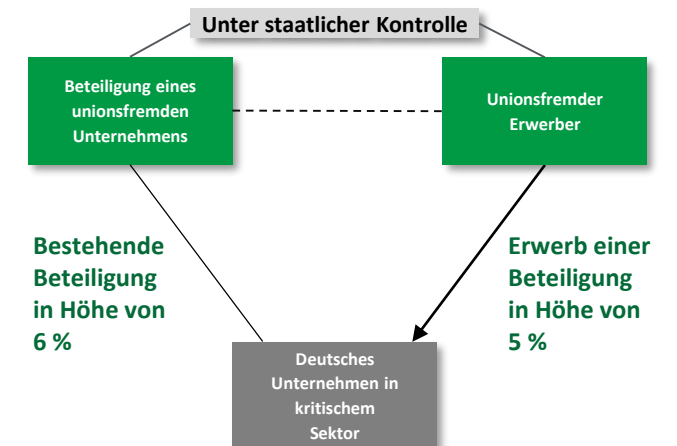 Unter staatlicher Kontrolle
Beteiligung eines
unionsfremden
Unternehmens
Unionsfremder
Erwerber
Bestehende
Beteiligung
in Höhe von
6 %
Erwerb einer
Beteiligung
in Höhe von
5 %
Deutsches
Unternehmen in
kritischem
Sektor